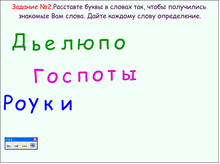 Задание №2.Расставьте буквы в словах так, чтобы получились
знакомые Вам слова. Дайте каждому слову определение.
Дьелюпо
Госпоты
Роуки